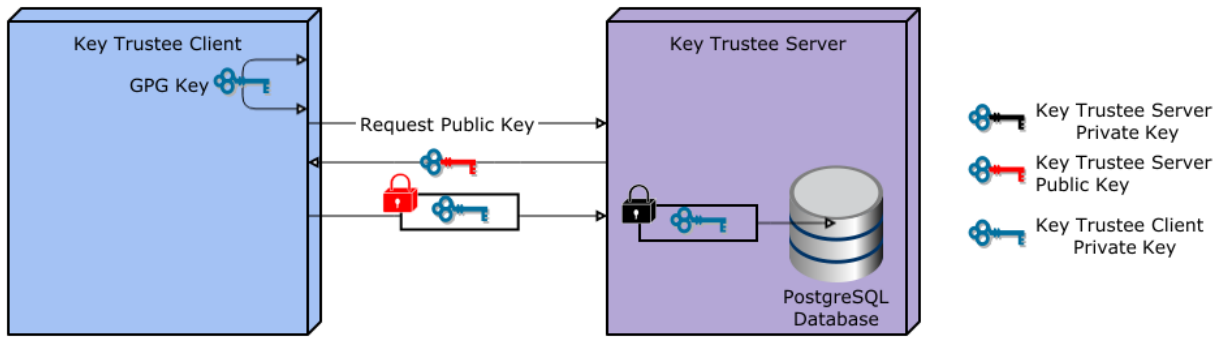 Key Trustee Client
GPG Key
Request Public Key
Key Trustee Server
PostgreSQL
Database
Key Trustee Server
Private Key
Key Trustee Server
Public Key
Key Trustee Client
Private Key